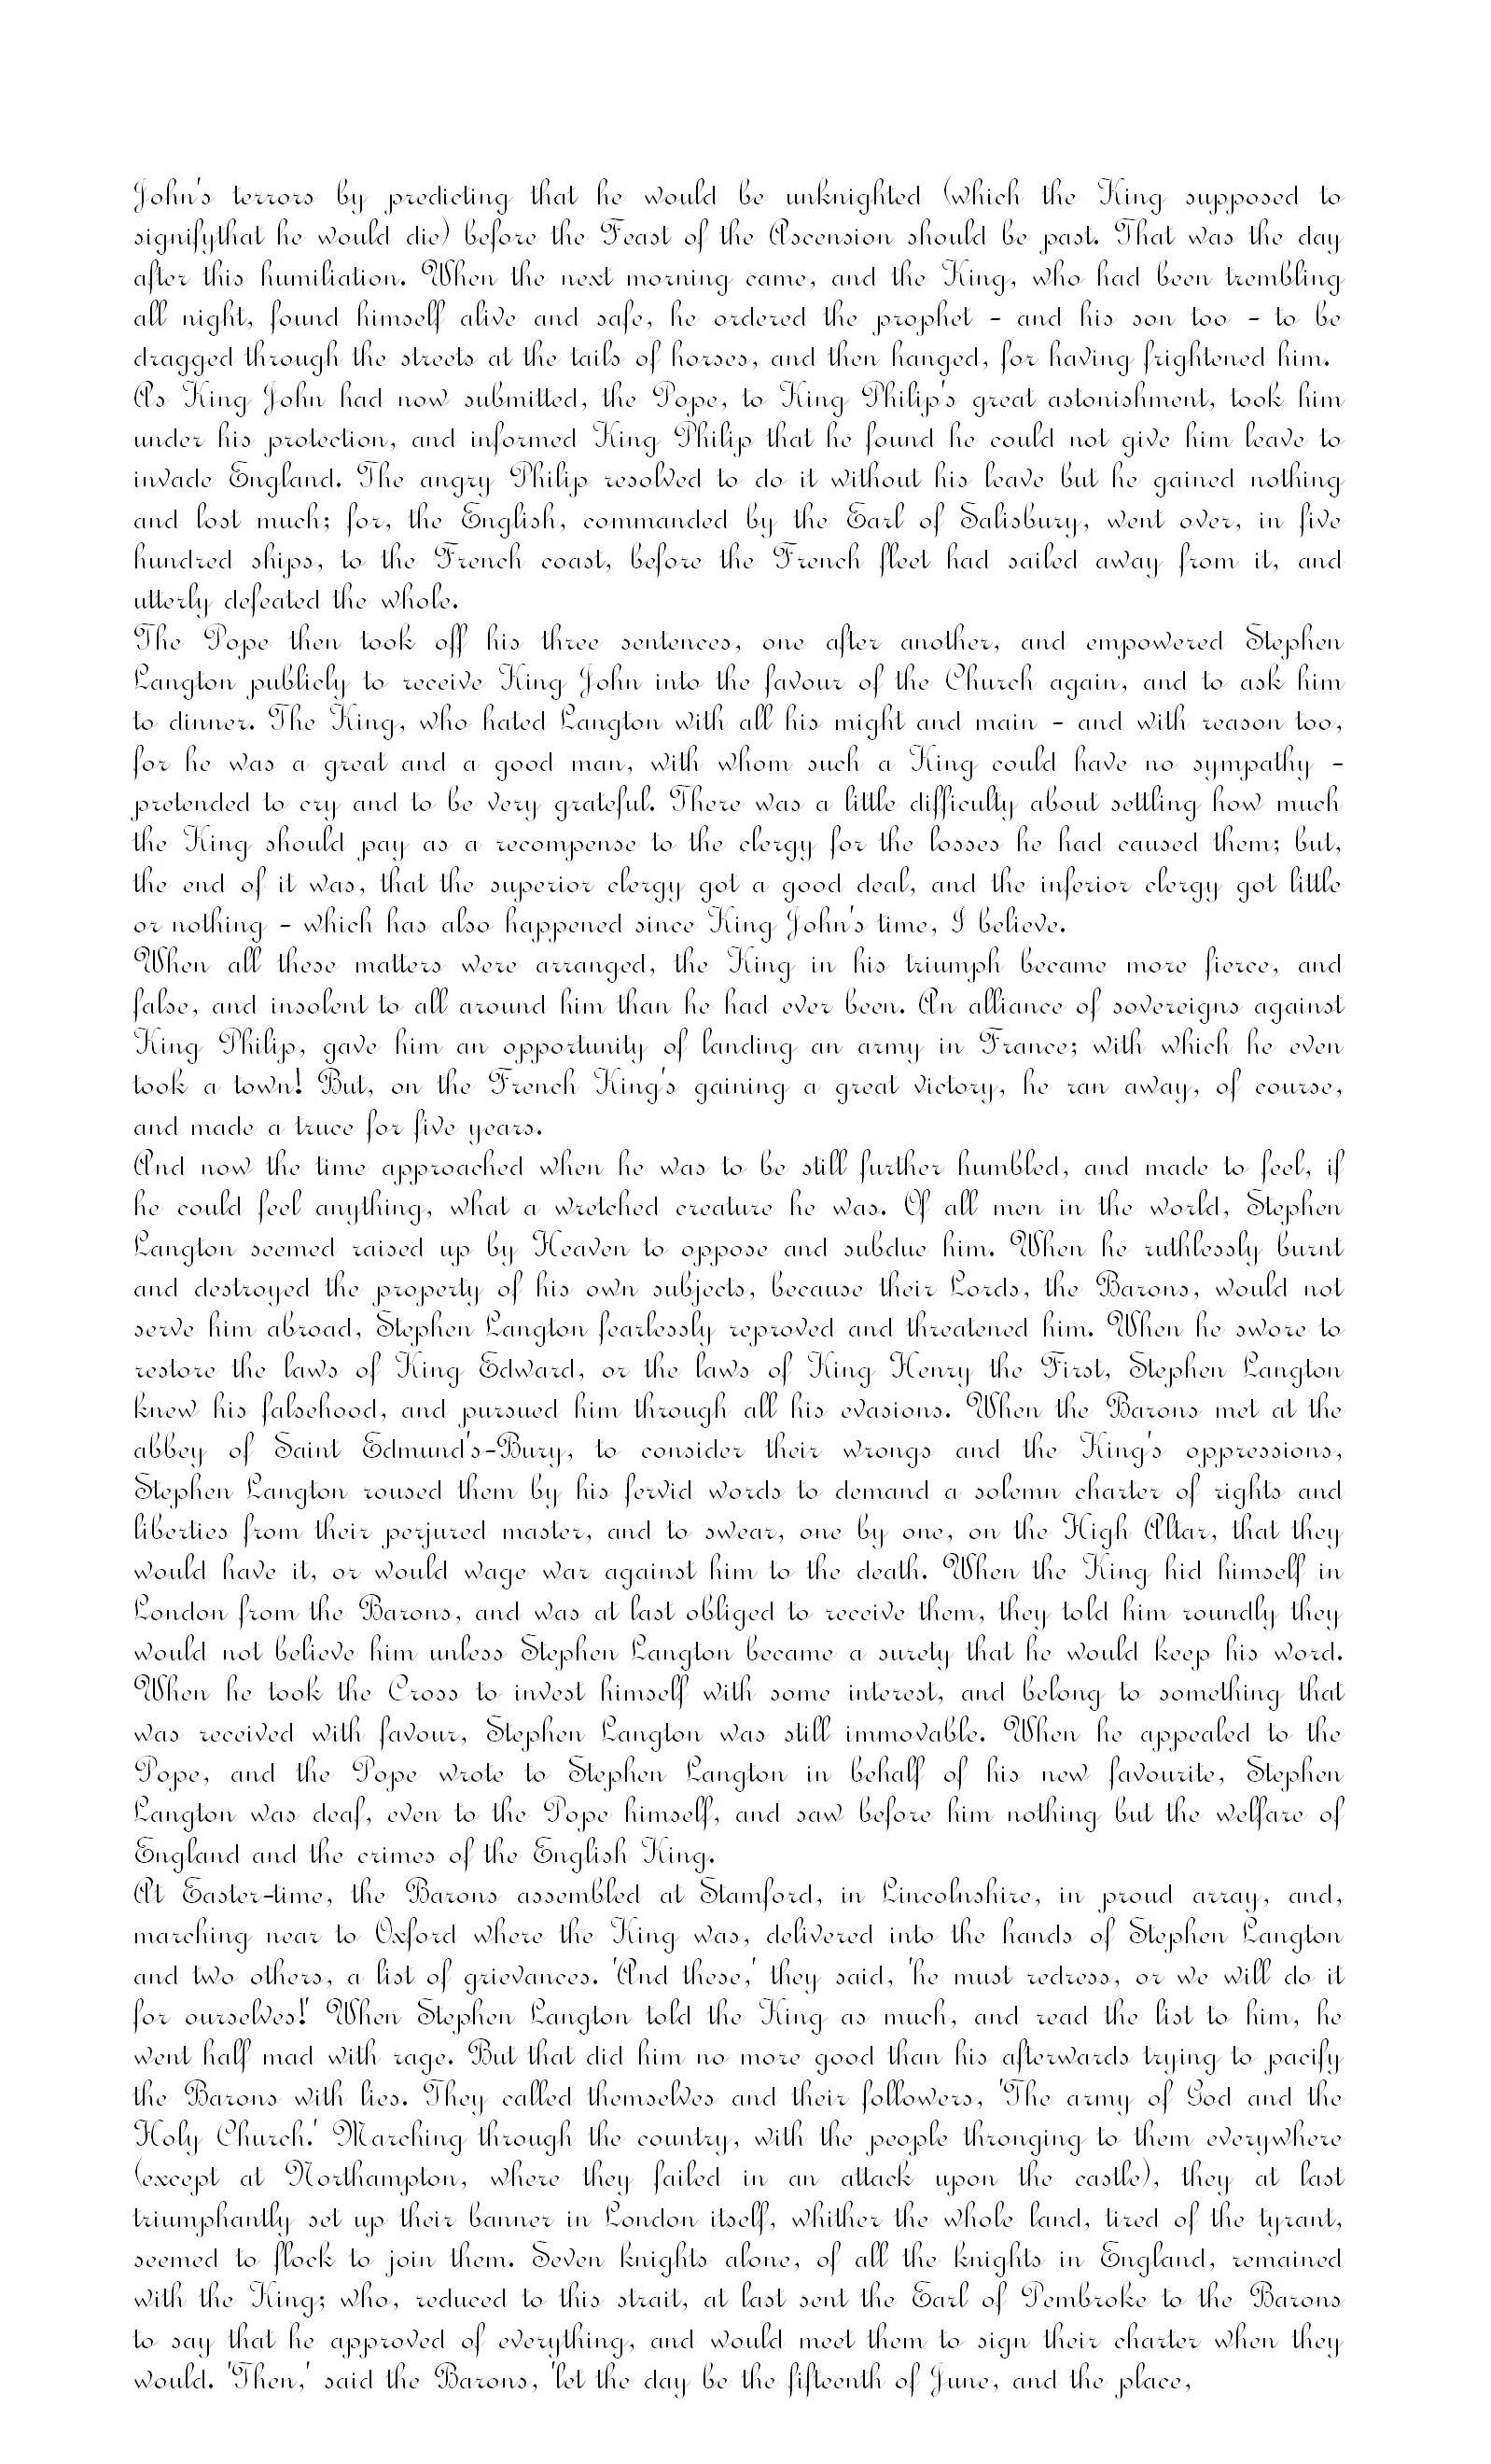 John's terrors by predicting that he would be unknighted (which the King supposed to
signifythat he would die) before the Feast of the Ascension should be past. That was the day
after this humiliation. When the next morning came, and the King, who had been trembling
all night, found himself alive and safe, he ordered the prophet - and his son too - to be
dragged through the streets at the tails of horses, and then hanged, for having frightened him.
As King John had now submitted, the Pope, to King Philip's great astonishment, took him
under his protection, and informed King Philip that he found he could not give him leave to
invade England. The angry Philip resolved to do it without his leave but he gained nothing
and lost much; for, the English, commanded by the Earl of Salisbury, went over, in five
hundred ships, to the French coast, before the French fleet had sailed away from it, and
utterly defeated the whole.
The Pope then took off his three sentences, one after another, and empowered Stephen
Langton publicly to receive King John into the favour of the Church again, and to ask him
to dinner. The King, who hated Langton with all his might and main - and with reason too,
for he was a great and a good man, with whom such a King could have no sympathy -
pretended to cry and to be very grateful. There was a little difficulty about settling how much
the King should pay as a recompense to the clergy for the losses he had caused them; but,
the end of it was, that the superior clergy got a good deal, and the inferior clergy got little
or nothing - which has also happened since King John's time, I believe.
When all these matters were arranged, the King in his triumph became more fierce, and
false, and insolent to all around him than he had ever been. An alliance of sovereigns against
King Philip, gave him an opportunity of landing an army in France; with which he even
took a town! But, on the French King's gaining a great victory, he ran away, of course,
and made a truce for five years.
And now the time approached when he was to be still further humbled, and made to feel, if
he could feel anything, what a wretched creature he was. Of all men in the world, Stephen
Langton seemed raised up by Heaven to oppose and subdue him. When he ruthlessly burnt
and destroyed the property of his own subjects, because their Lords, the Barons, would not
serve him abroad, Stephen Langton fearlessly reproved and threatened him. When he swore to
restore the laws of King Edward, or the laws of King Henry the First, Stephen Langton
knew his falsehood, and pursued him through all his evasions. When the Barons met at the
abbey of Saint Edmund's-Bury, to consider their wrongs and the King's oppressions,
Stephen Langton roused them by his fervid words to demand a solemn charter of rights and
liberties from their perjured master, and to swear, one by one, on the High Altar, that they
would have it, or would wage war against him to the death. When the King hid himself in
London from the Barons, and was at last obliged to receive them, they told him roundly they
would not believe him unless Stephen Langton became a surety that he would keep his word.
When he took the Cross to invest himself with some interest, and belong to something that
was received with favour, Stephen Langton was still immovable. When he appealed to the
Pope, and the Pope wrote to Stephen Langton in behalf of his new favourite, Stephen
Langton was deaf, even to the Pope himself, and saw before him nothing but the welfare of
England and the crimes of the English King.
At Easter-time, the Barons assembled at Stamford, in Lincolnshire, in proud array, and,
marching near to Oxford where the King was, delivered into the hands of Stephen Langton
and two others, a list of grievances. 'And these,' they said, 'he must redress, or we will do it
for ourselves!' When Stephen Langton told the King as much, and read the list to him, he
went half mad with rage. But that did him no more good than his afterwards trying to pacify
the Barons with lies. They called themselves and their followers, 'The army of God and the
Holy Church.' Marching through the country, with the people thronging to them everywhere
(except at Northampton, where they failed in an attack upon the castle), they at last
triumphantly set up their banner in London itself, whither the whole land, tired of the tyrant,
seemed to flock to join them. Seven knights alone, of all the knights in England, remained
with the King; who, reduced to this strait, at last sent the Earl of Pembroke to the Barons
to say that he approved of everything, and would meet them to sign their charter when they
would. 'Then,' said the Barons, 'let the day be the fifteenth of June, and the place,